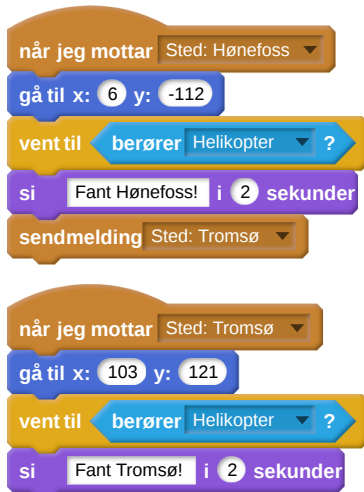 når jeg mottar Sted: Hønefoss
gå til x: 6 y: -112
vent til berører Helikopter ?
si Fant Hønefoss! i 2 sekunder
sendmelding Sted: Tromsø
når jeg mottar Sted: Tromsø
gå til x: 103 y: 121
vent til berører Helikopter ?
si Fant Tromsø! i 2 sekunder